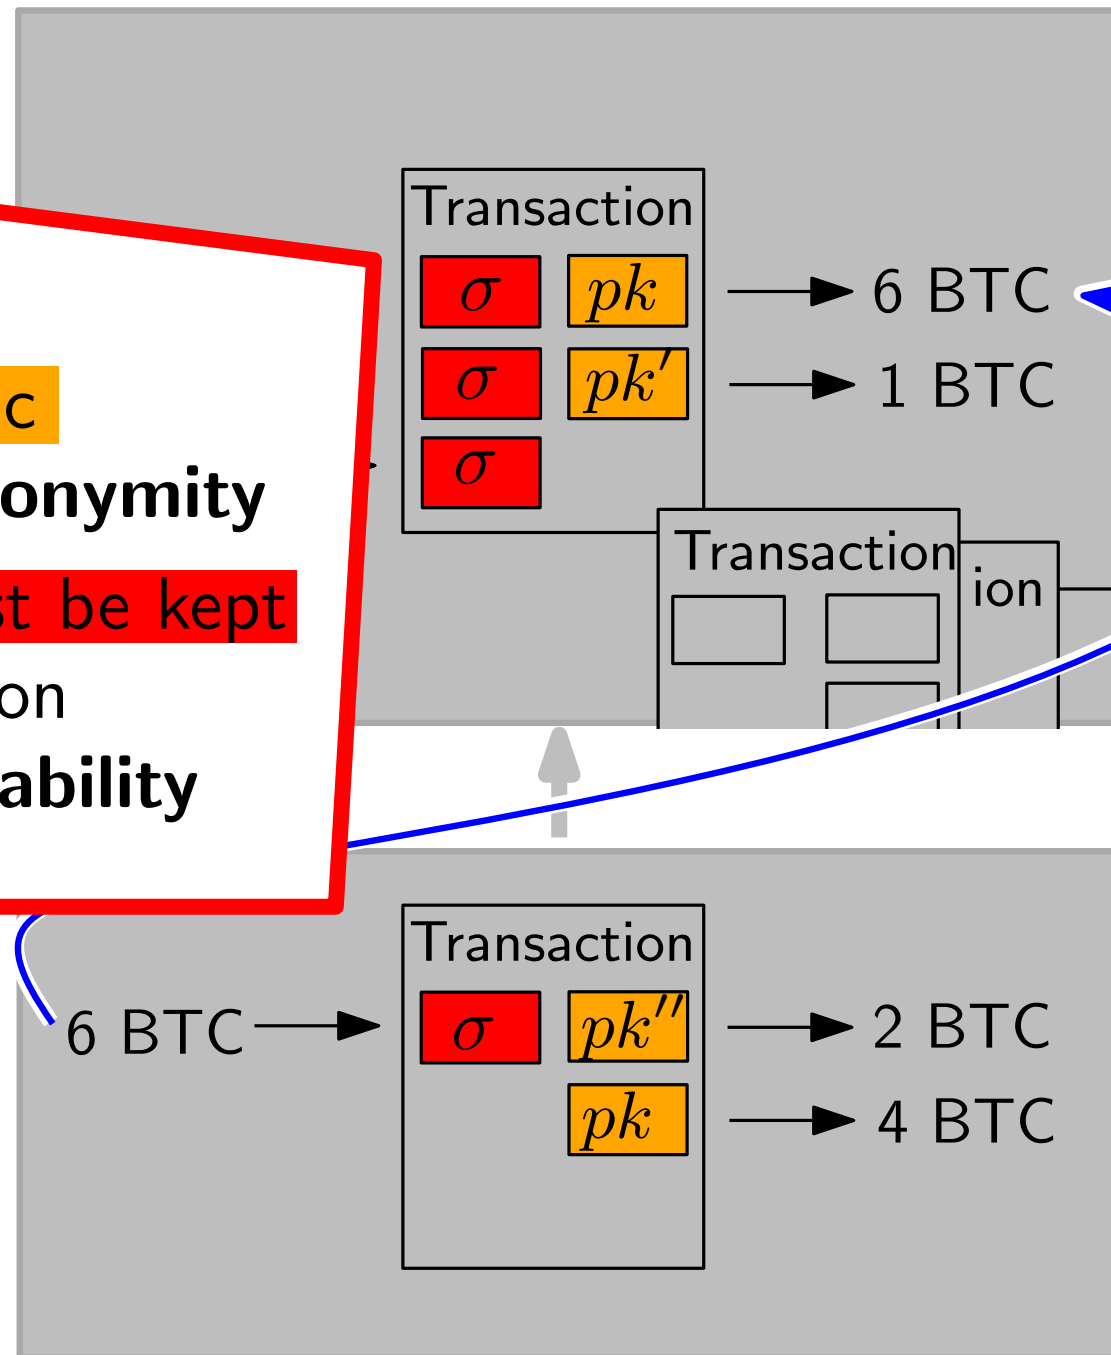 Transaction
σ pk 6 BTC
σ pk′ 1 BTC
σ
c
onymity
st be kept
on
ability
Transaction
ion
Transaction
6 BTC σ pk″ 2 BTC
pk 4 BTC